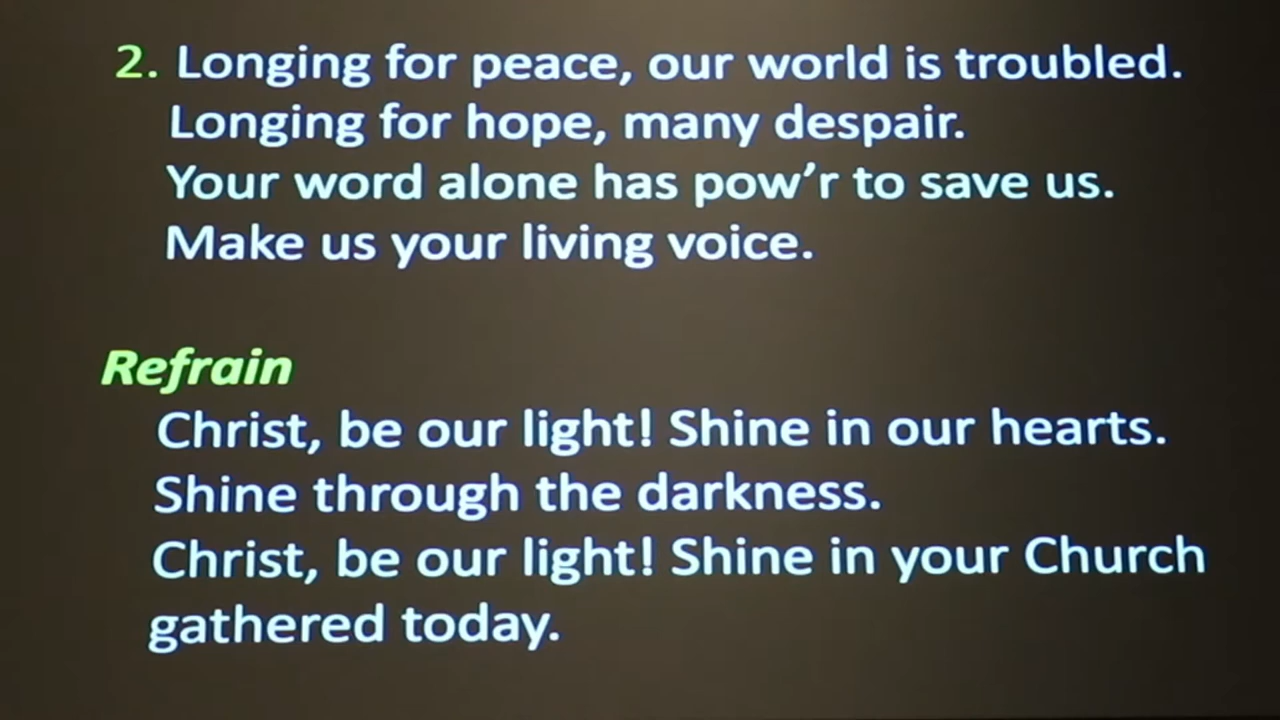 2. Longing for peace, our world is troubled.
Longing for hope, many despair.
Your word alone has pow’r to save us.
Make us your living voice.
Refrain
Christ, be our light! Shine in our hearts.
Shine through the darkness.
Christ, be our light! Shine in your Church
gathered today.